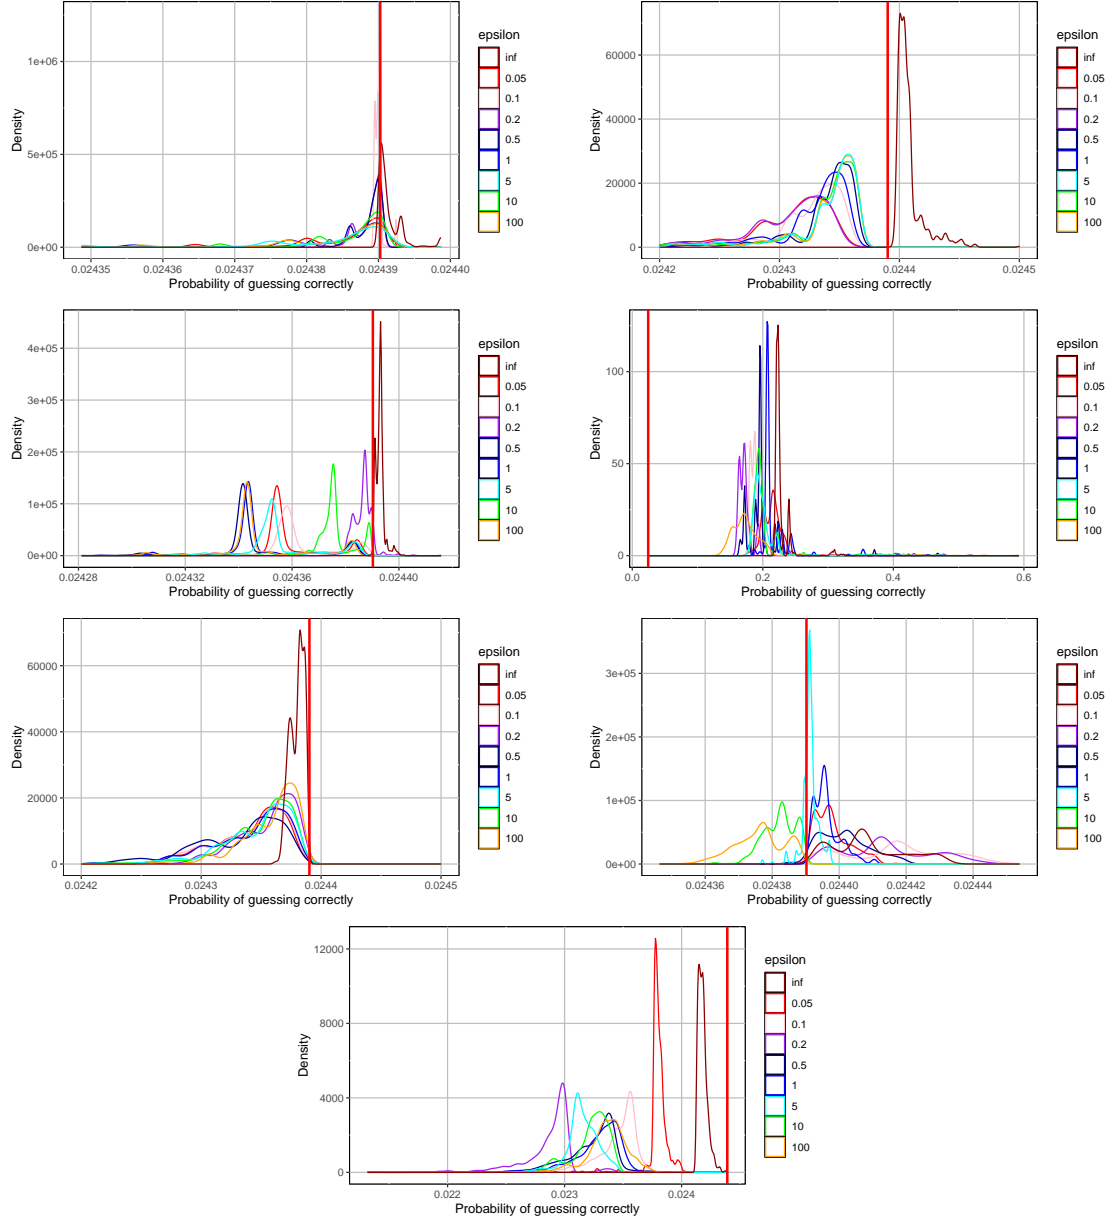 epsilon
inf
0.05
0.1
0.2
0.5
1
5
10
100
1e+06
5e+05
0e+00
Density
0.02435 0.02436 0.02437 0.02438 0.02439 0.02440
Probability of guessing correctly
epsilon
inf
0.05
0.1
0.2
0.5
1
5
10
100
60000
40000
20000
0
Density
0.0242 0.0243 0.0244 0.0245
Probability of guessing correctly
epsilon
inf
0.05
0.1
0.2
0.5
1
5
10
100
4e+05
3e+05
2e+05
1e+05
0e+00
Density
0.02428 0.02432 0.02436 0.02440
Probability of guessing correctly
epsilon
inf
0.05
0.1
0.2
0.5
1
5
10
100
100
50
0
Density
0.0 0.2 0.4 0.6
Probability of guessing correctly
epsilon
inf
0.05
0.1
0.2
0.5
1
5
10
100
60000
40000
20000
0
Density
0.0242 0.0243 0.0244 0.0245
Probability of guessing correctly
epsilon
inf
0.05
0.1
0.2
0.5
1
5
10
100
3e+05
2e+05
1e+05
0e+00
Density
0.02436 0.02438 0.02440 0.02442 0.02444
Probability of guessing correctly
epsilon
inf
0.05
0.1
0.2
0.5
1
5
10
100
12000
8000
4000
0
Density
0.022 0.023 0.024
Probability of guessing correctly